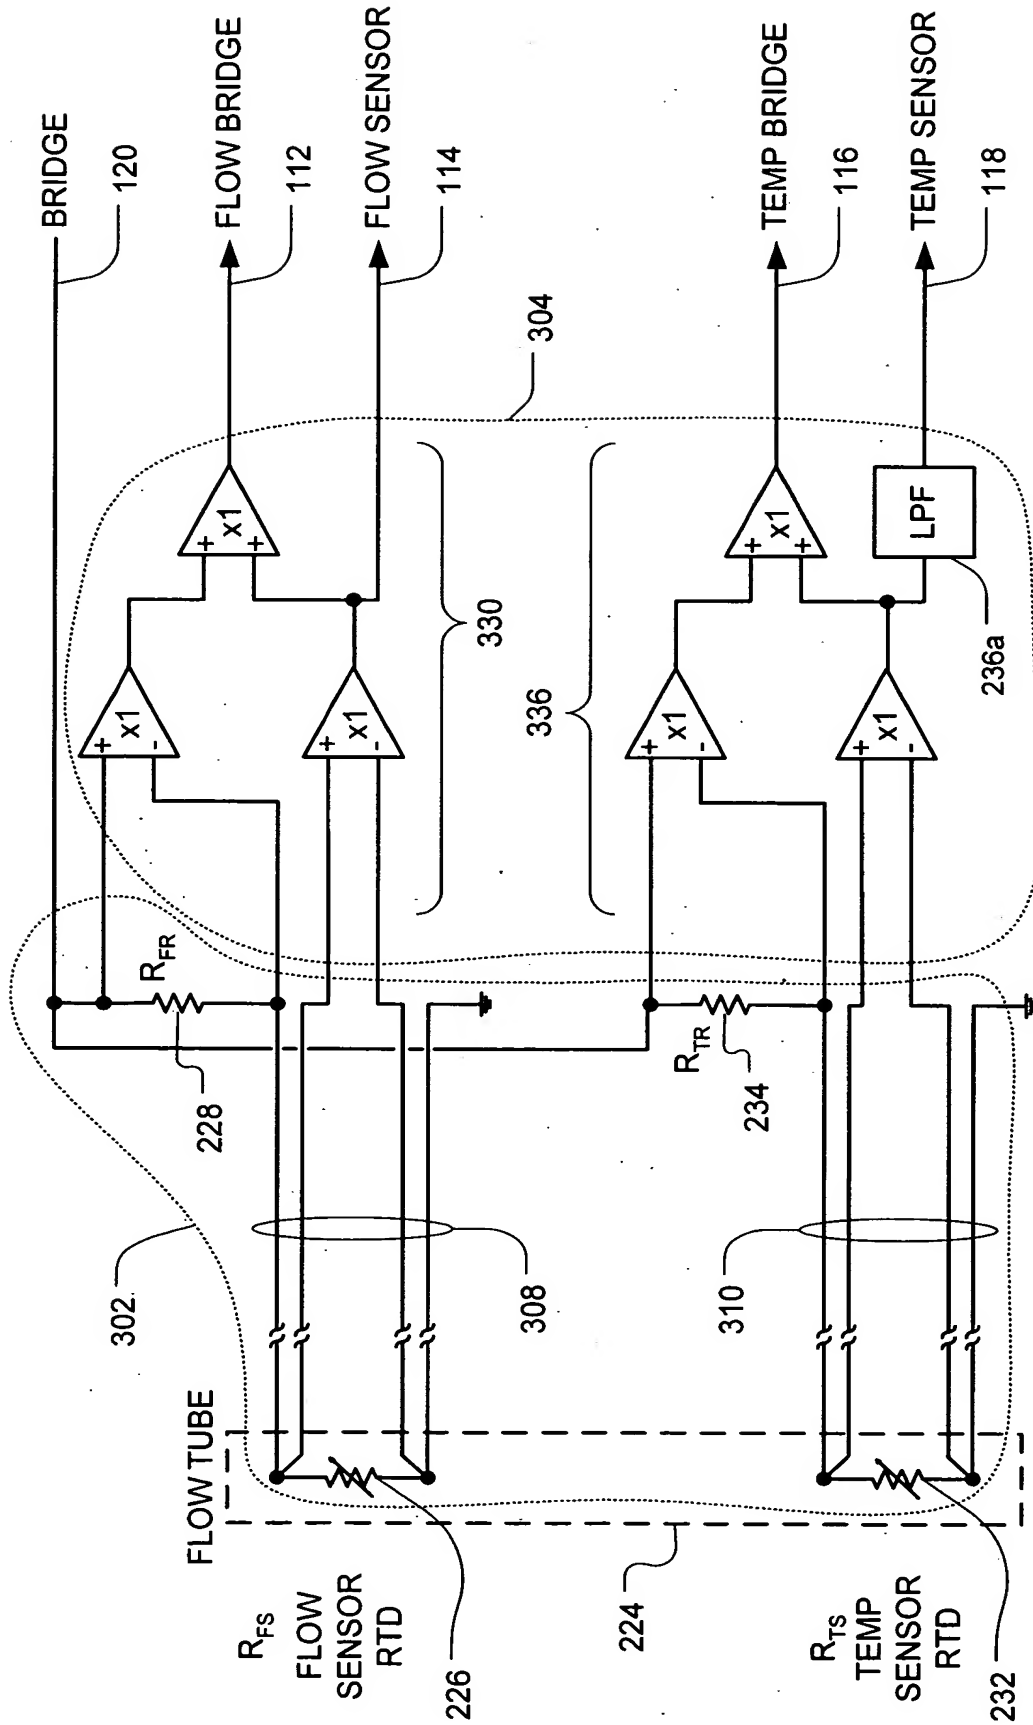 BRIDGE
120
FLOW BRIDGE
112
FLOW SENSOR
114
TEMP BRIDGE
116
TEMP SENSOR
118
304
+
+
x1
+
-
x1
+
-
x1
330
336
+
+
x1
+
-
x1
+
-
x1
LPF
236a
302
R_FR
228
R_TR
234
308
310
FLOW TUBE
224
R_FS
FLOW
SENSOR
RTD
226
R_TS
TEMP
SENSOR
RTD
232